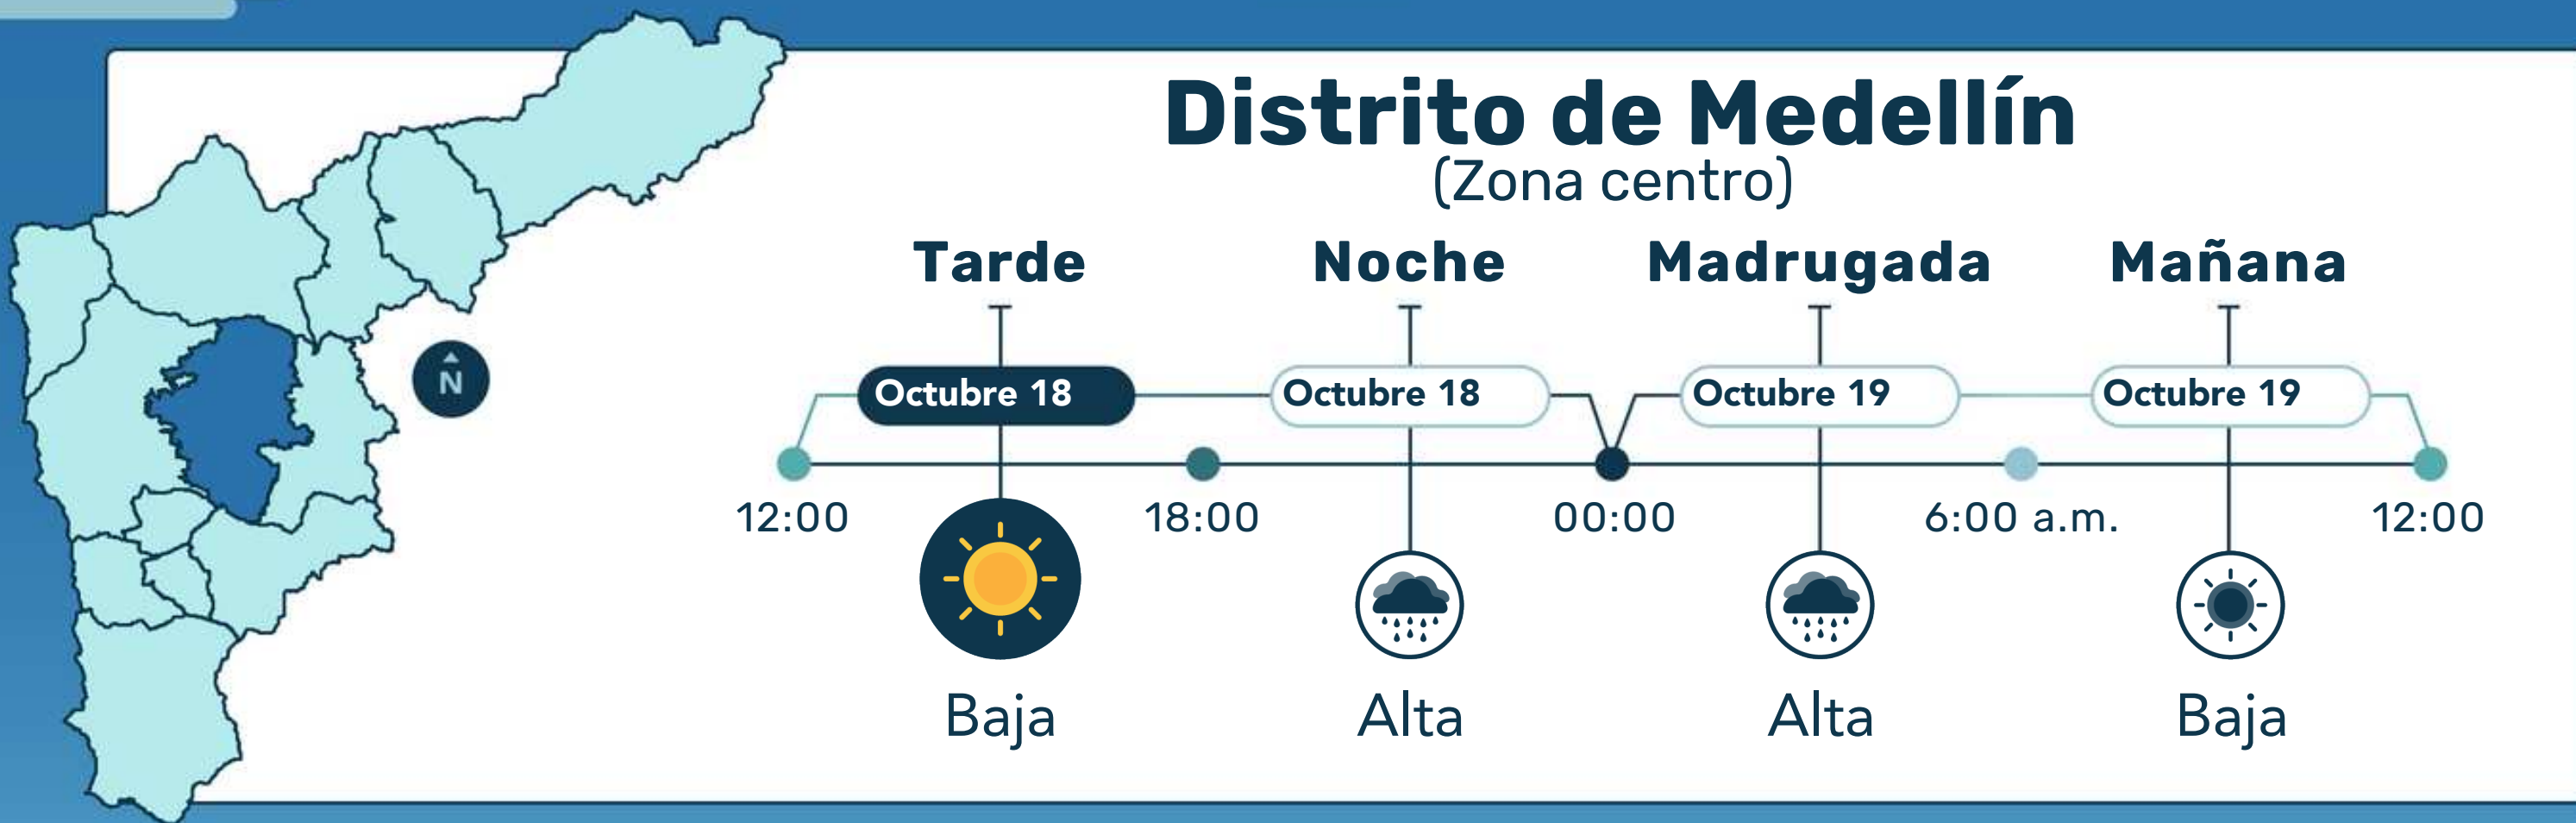 Distrito de Medellín
(Zona centro)
Tarde Noche Madrugada Mañana
Octubre 18 Octubre 18 Octubre 19 Octubre 19
N
12:00 18:00 00:00 6:00 a.m. 12:00
Baja Alta Alta Baja